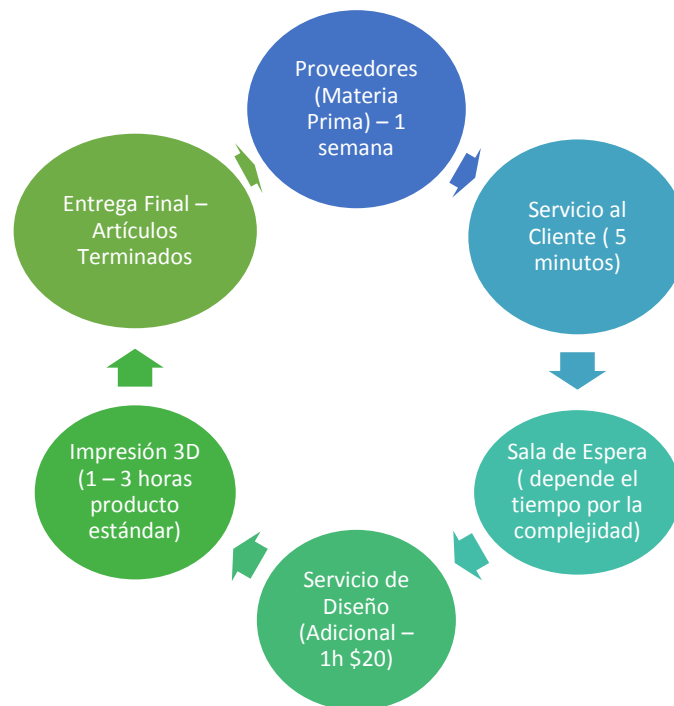 Proveedores
(Materia
Prima) – 1
semana
Servicio al
Cliente ( 5
minutos)
Sala de Espera
( depende el
tiempo por la
complejidad)
Servicio de
Diseño
(Adicional –
1h $20)
Impresión 3D
(1 – 3 horas
producto
estándar)
Entrega Final –
Artículos
Terminados